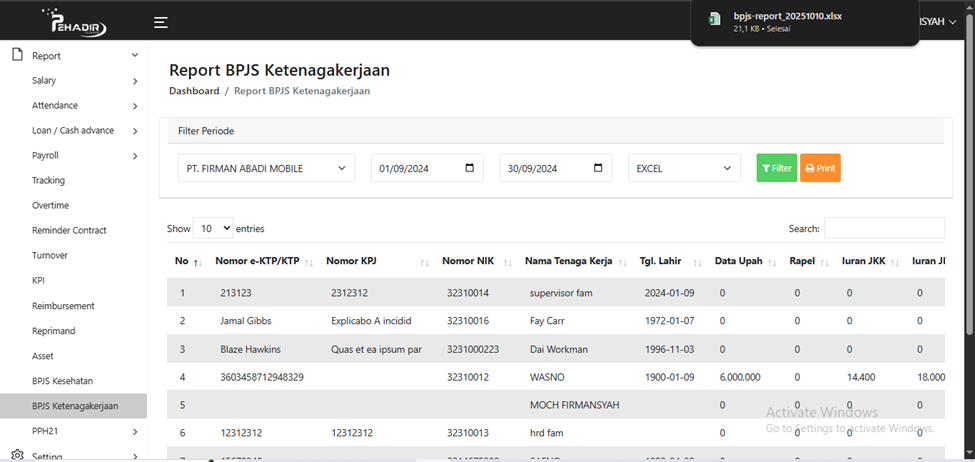 PEHADIR
bpjs-report_20251010.xlsx
21,1 KB • Selesai
SYAH
Report
Salary
Attendance
Loan / Cash advance
Payroll
Tracking
Overtime
Reminder Contract
Turnover
KPI
Reimbursement
Reprimand
Asset
BPJS Kesehatan
BPJS Ketenagakerjaan
PPH21
Setting
Report BPJS Ketenagakerjaan
Dashboard / Report BPJS Ketenagakerjaan
Filter Periode
PT. FIRMAN ABADI MOBILE 01/09/2024 30/09/2024 EXCEL Filter Print
Show 10 entries Search:
No Nomor e-KTP/KTP Nomor KPJ Nomor NIK Nama Tenaga Kerja Tgl. Lahir Data Upah Rapel Iuran JKK Iuran
1 213123 2312312 32310014 supervisor fam 2024-01-09 0 0 0 0
2 Jamal Gibbs Explicabo A incidid 32310016 Fay Carr 1972-01-07 0 0 0 0
3 Blaze Hawkins Quas et ea ipsum par 3231000223 Dai Workman 1996-11-03 0 0 0 0
4 3603458712948329 32310012 WASNO 1900-01-09 6,000,000 0 14,400 18,000
5 MOCH FIRMANSYAH 0 0 0 0
6 12312312 12312312 32310013 hrd fam 0 0 0 0
Activate Windows
Go to Settings to activate Windows.